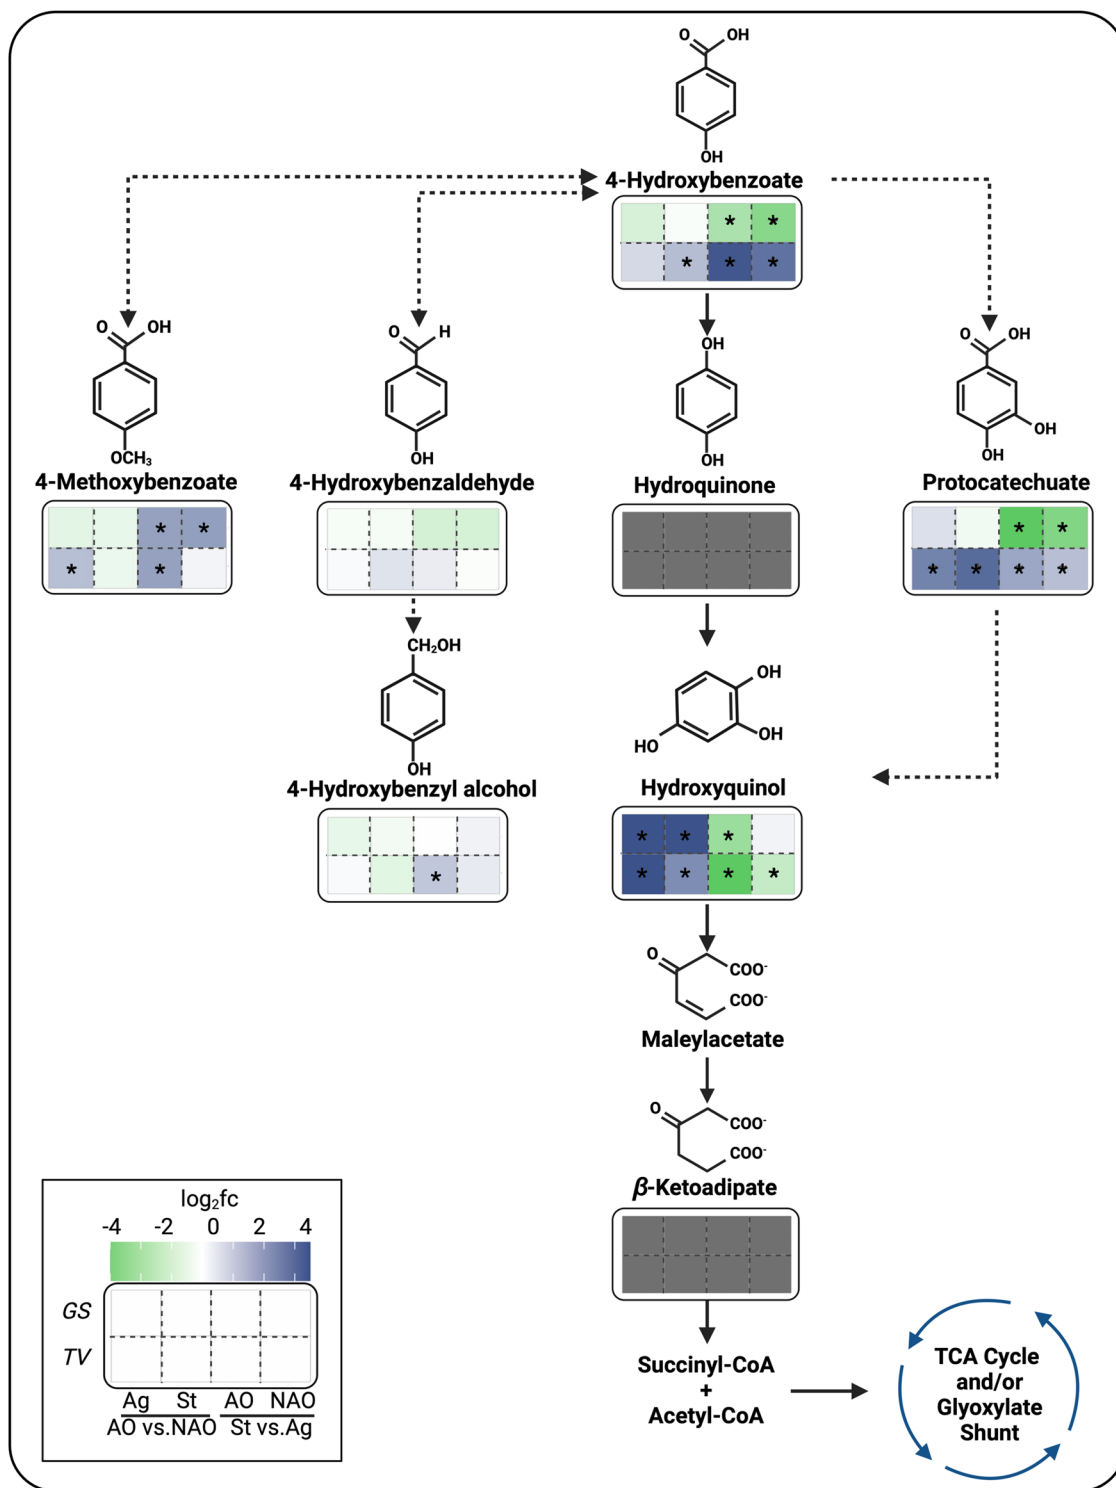 O OH
OH
4-Hydroxybenzoate
* *
* * *
O OH
OCH₃
4-Methoxybenzoate
* *
* *
O H
OH
4-Hydroxybenzaldehyde
OH
OH
Hydroquinone
O OH
OH
OH
Protocatechuate
* *
* * * *
CH₂OH
OH
4-Hydroxybenzyl alcohol
*
OH
OH
HO
Hydroxyquinol
* * *
* * * *
O COO⁻
COO⁻
Maleylacetate
O COO⁻
COO⁻
β-Ketoadipate
Succinyl-CoA
+
Acetyl-CoA
TCA Cycle
and/or
Glyoxylate
Shunt
log₂fc
-4 -2 0 2 4
GS
TV
Ag St AO NAO
AO vs.NAO St vs.Ag